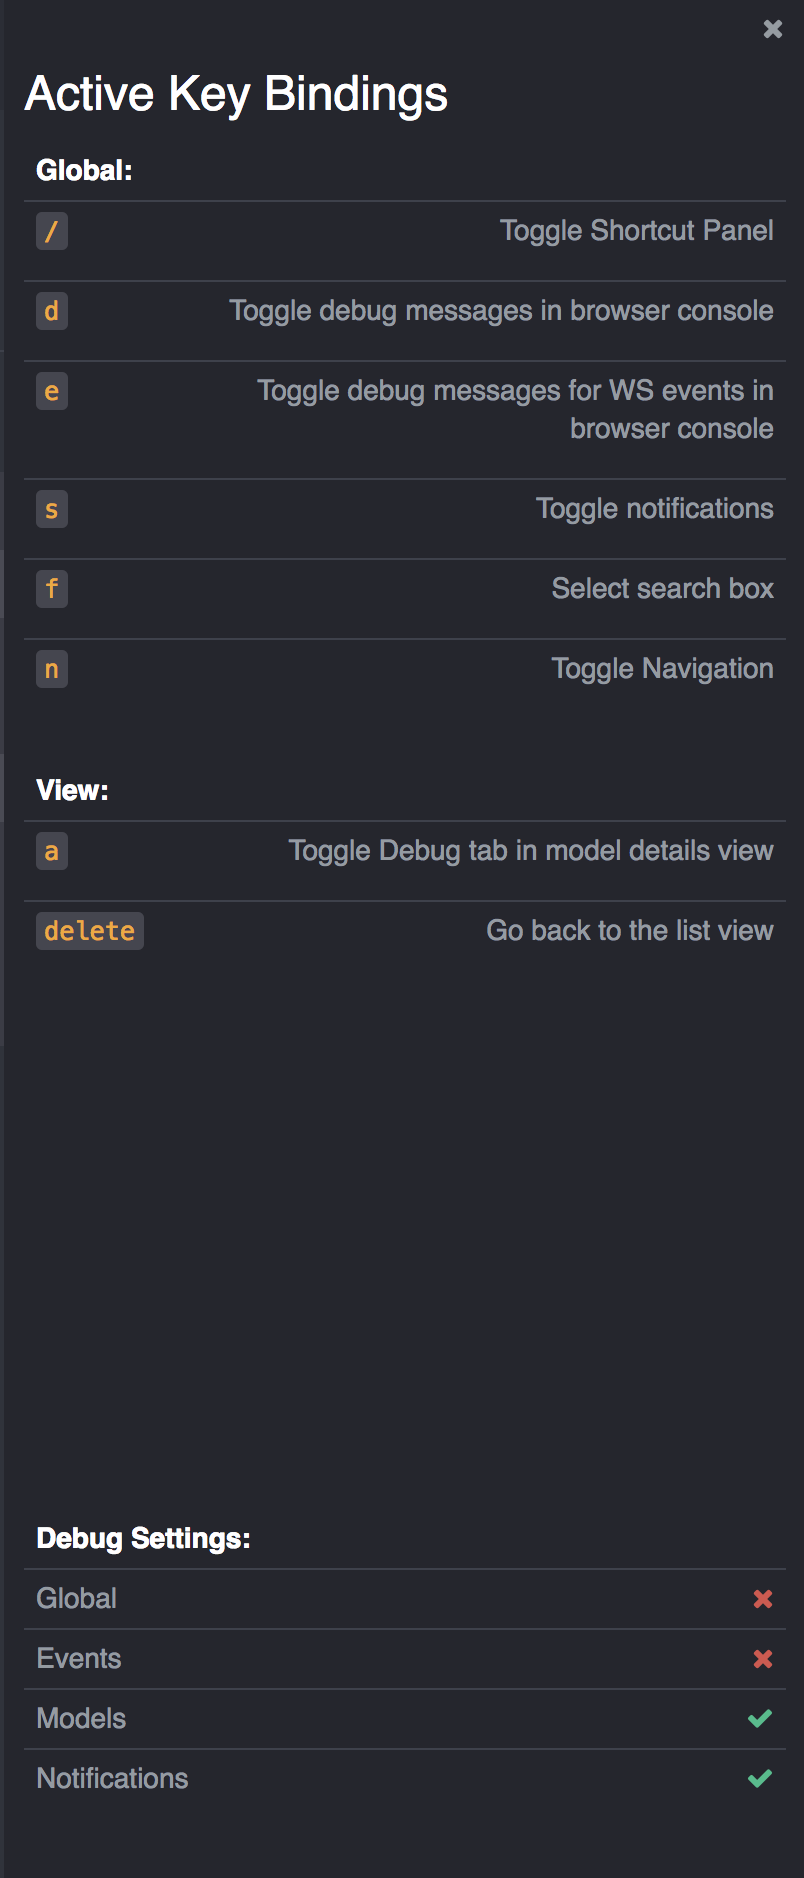 Active Key Bindings
Global:
/ Toggle Shortcut Panel
d Toggle debug messages in browser console
e Toggle debug messages for WS events in
browser console
s Toggle notifications
f Select search box
n Toggle Navigation
View:
a Toggle Debug tab in model details view
delete Go back to the list view
Debug Settings:
Global
Events
Models
Notifications